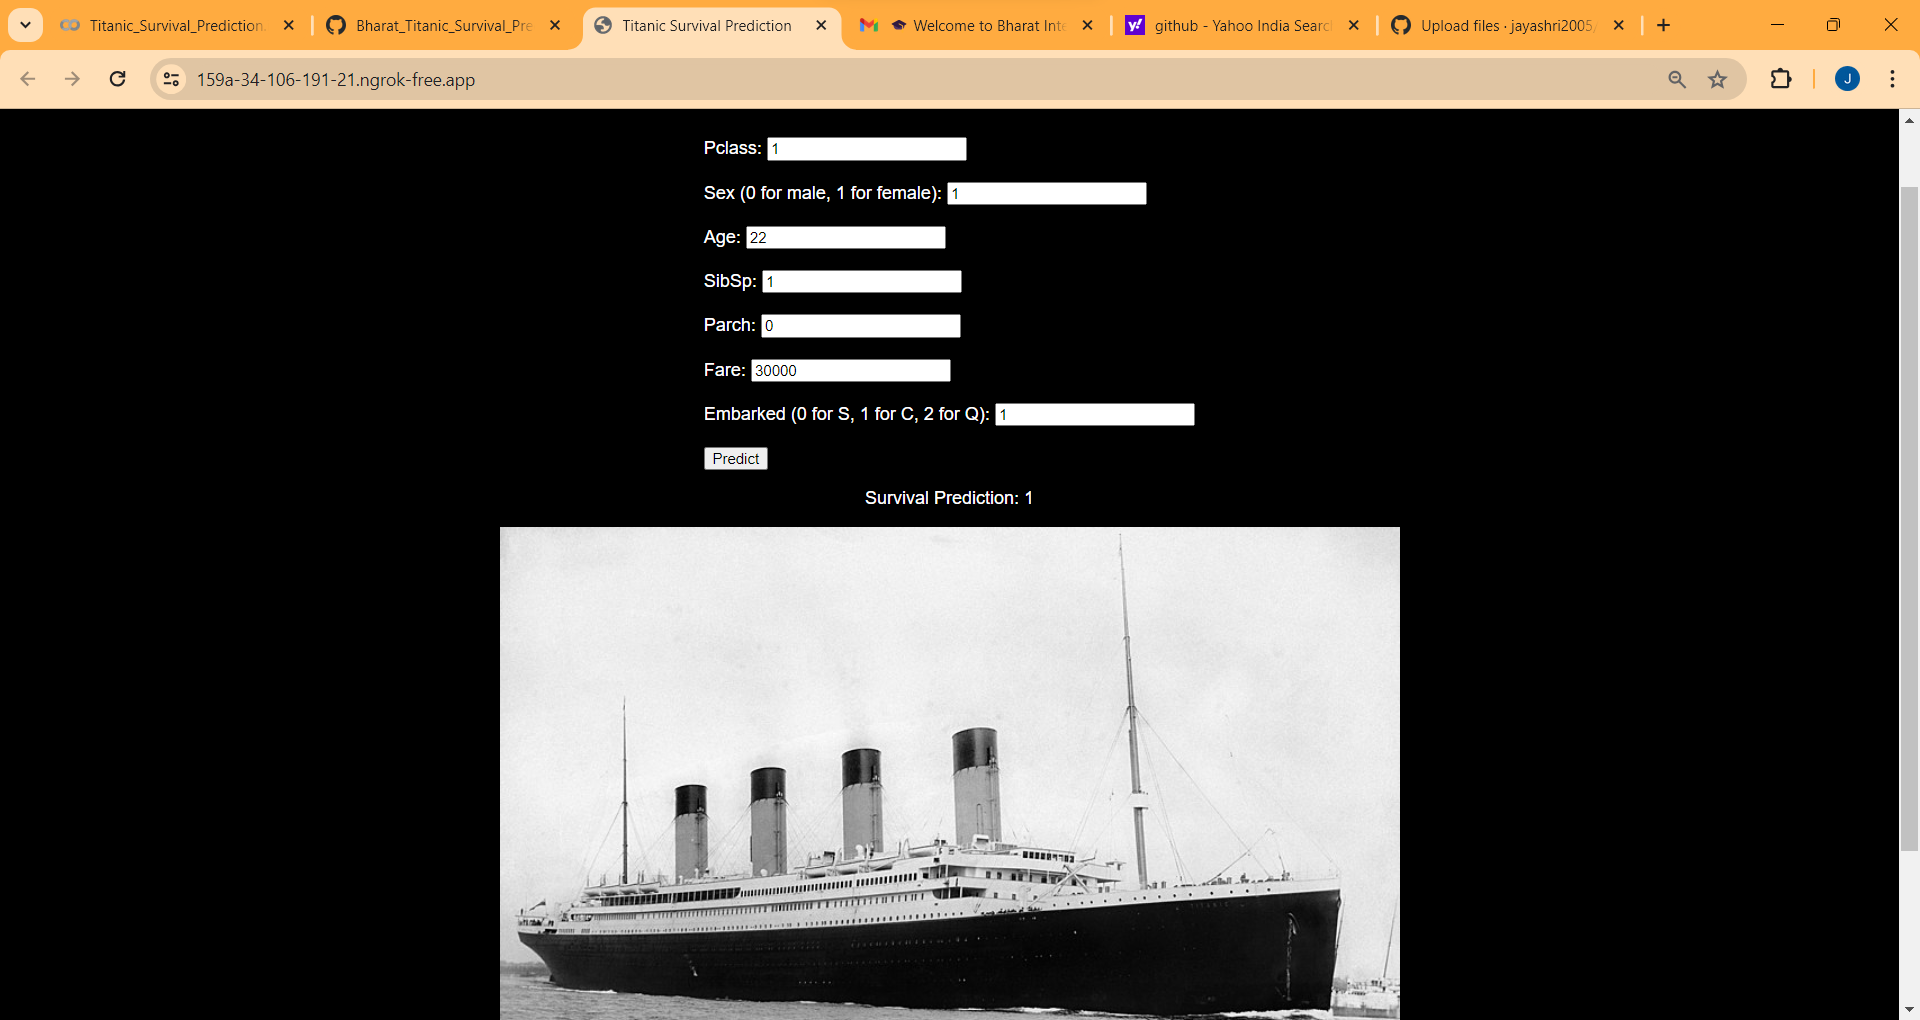 Titanic_Survival_Prediction.
Bharat_Titanic_Survival_Pre
Titanic Survival Prediction
Welcome to Bharat Inte
github - Yahoo India Searc
Upload files · jayashri2005/
159a-34-106-191-21.ngrok-free.app
J
Pclass: 1
Sex (0 for male, 1 for female): 1
Age: 22
SibSp: 1
Parch: 0
Fare: 30000
Embarked (0 for S, 1 for C, 2 for Q): 1
Predict
Survival Prediction: 1